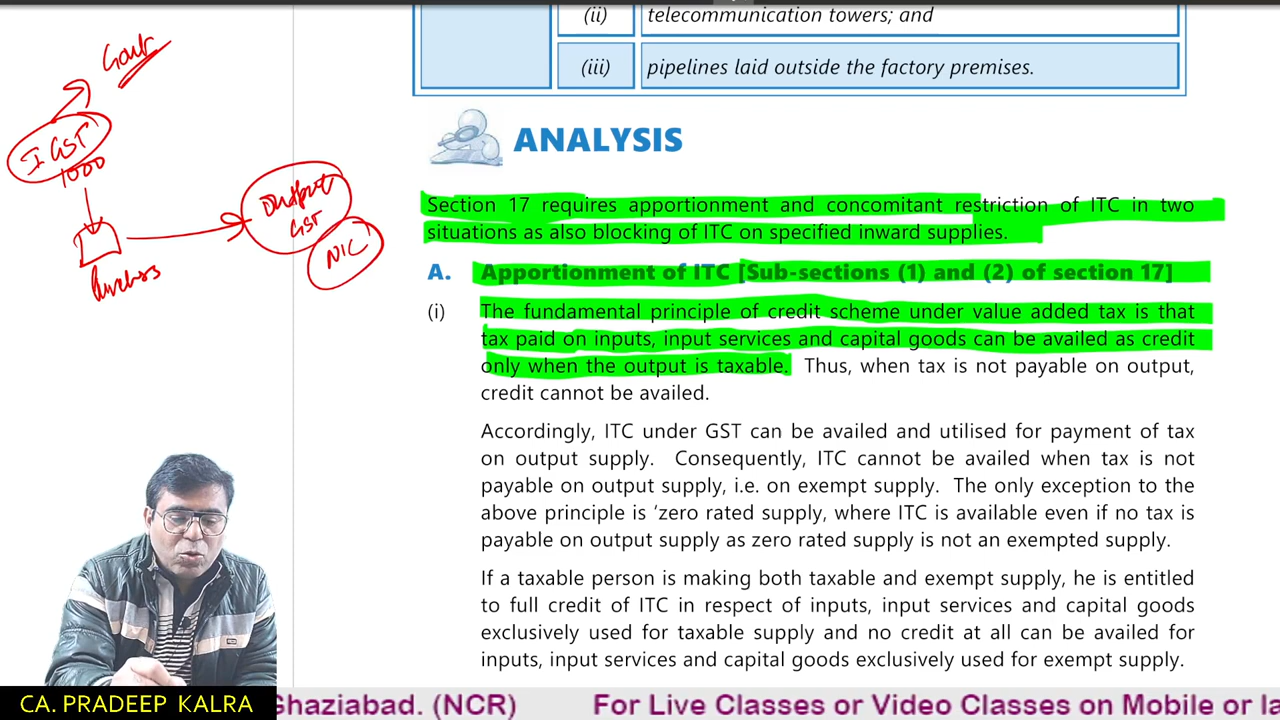 (ii) telecommunication towers; and
(iii) pipelines laid outside the factory premises.
Govt
IGST
1000
Output
GST
NIL
ANALYSIS
Section 17 requires apportionment and concomitant restriction of ITC in two
situations as also blocking of ITC on specified inward supplies.
A. Apportionment of ITC [Sub-sections (1) and (2) of section 17]
(i) The fundamental principle of credit scheme under value added tax is that
tax paid on inputs, input services and capital goods can be availed as credit
only when the output is taxable. Thus, when tax is not payable on output,
credit cannot be availed.
Accordingly, ITC under GST can be availed and utilised for payment of tax
on output supply. Consequently, ITC cannot be availed when tax is not
payable on output supply, i.e. on exempt supply. The only exception to the
above principle is ‘zero rated supply, where ITC is available even if no tax is
payable on output supply as zero rated supply is not an exempted supply.
If a taxable person is making both taxable and exempt supply, he is entitled
to full credit of ITC in respect of inputs, input services and capital goods
exclusively used for taxable supply and no credit at all can be availed for
inputs, input services and capital goods exclusively used for exempt supply.
CA. PRADEEP KALRA
Ghaziabad. (NCR) For Live Classes or Video Classes on Mobile or la